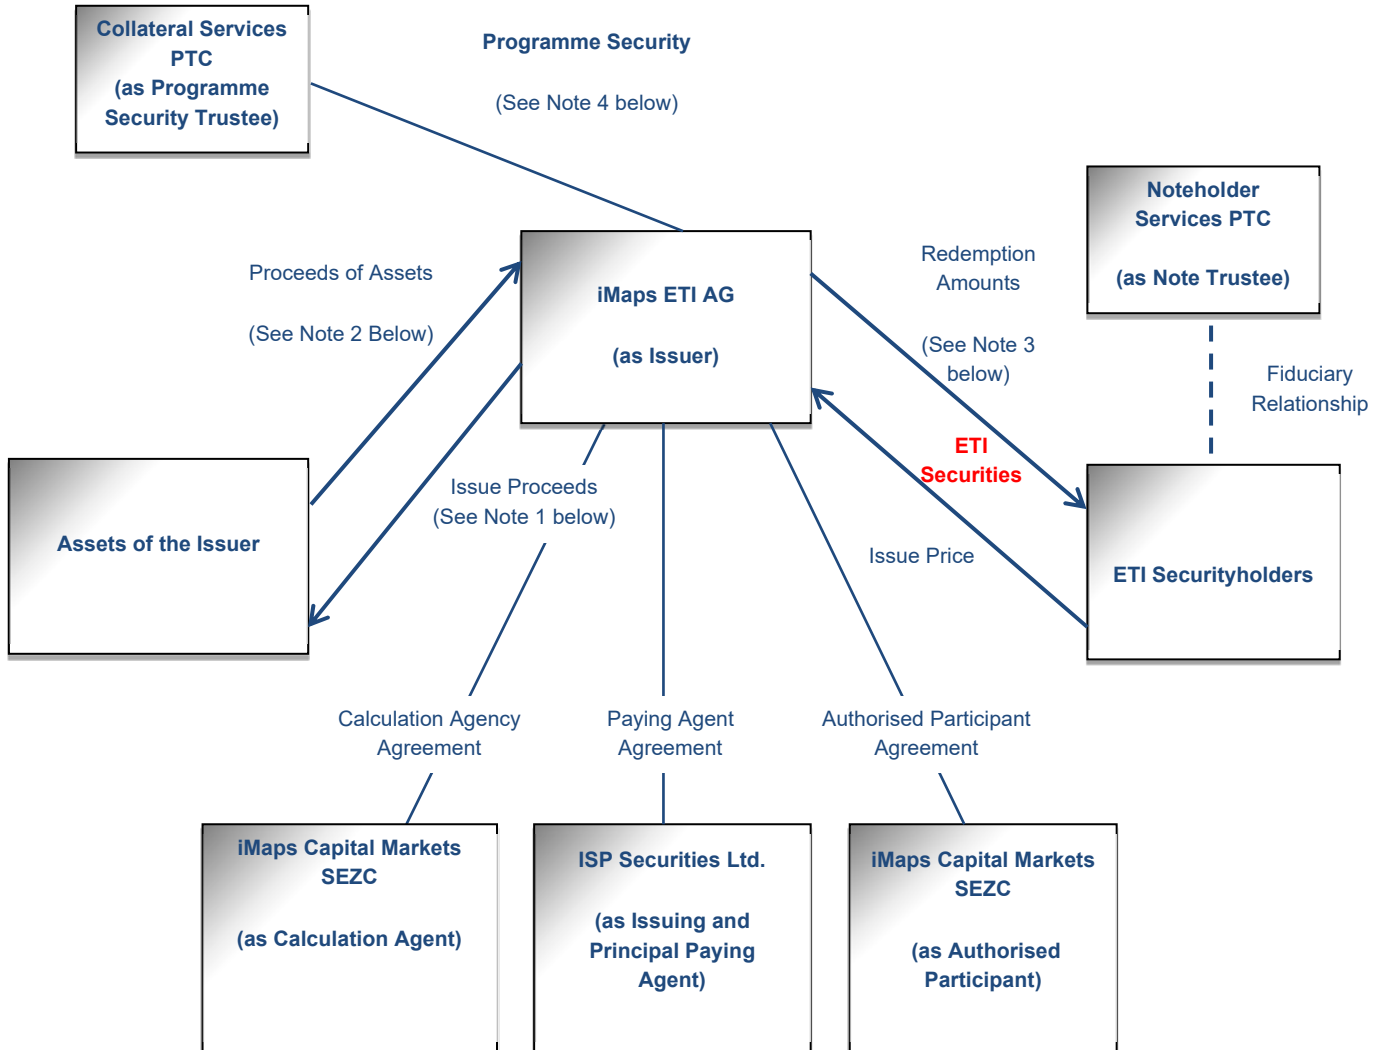 Collateral Services
PTC
(as Programme
Security Trustee)
Programme Security
(See Note 4 below)
Noteholder
Services PTC
(as Note Trustee)
Proceeds of Assets
(See Note 2 Below)
iMaps ETI AG
(as Issuer)
Redemption
Amounts
(See Note 3
below)
Fiduciary
Relationship
ETI
Securities
Issue Proceeds
(See Note 1 below)
Assets of the Issuer
Issue Price
ETI Securityholders
Calculation Agency
Agreement
Paying Agent
Agreement
Authorised Participant
Agreement
iMaps Capital Markets
SEZC
(as Calculation Agent)
ISP Securities Ltd.
(as Issuing and
Principal Paying
Agent)
iMaps Capital Markets
SEZC
(as Authorised
Participant)